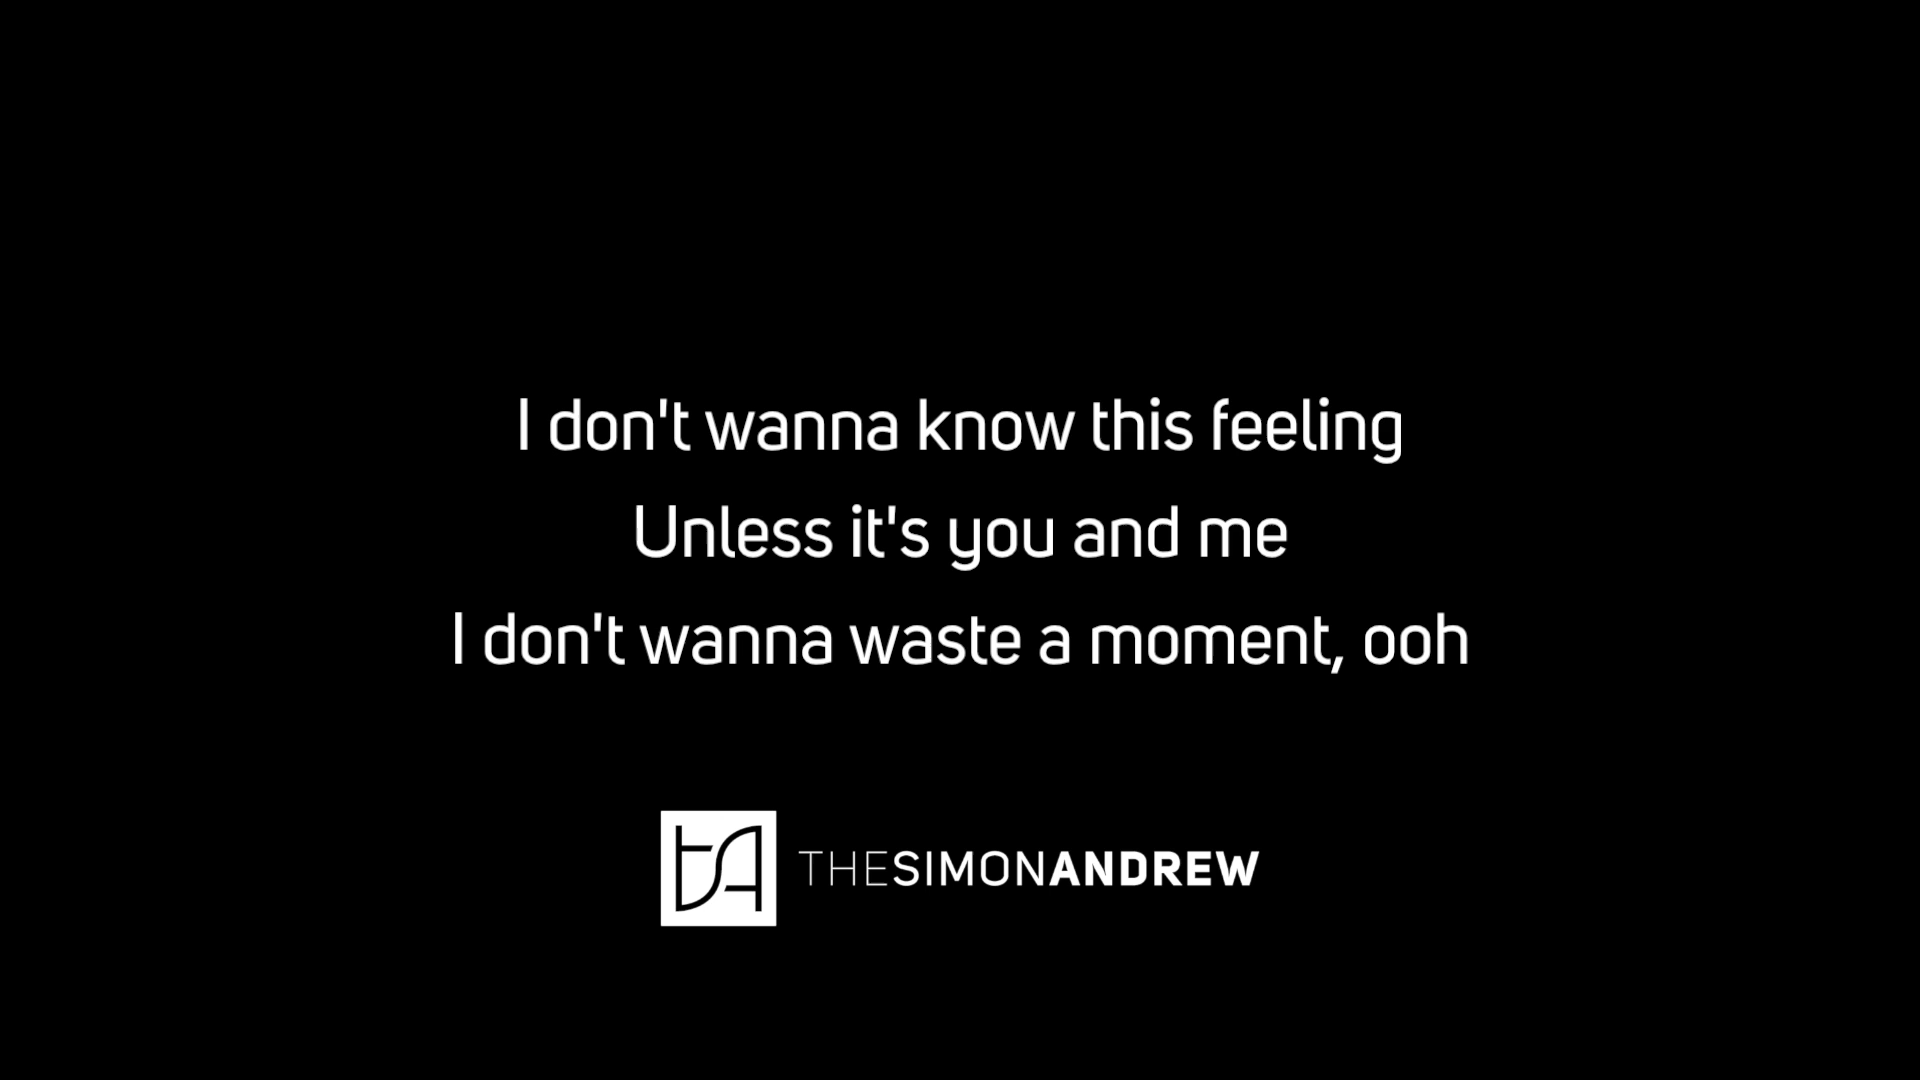 I don't wanna know this feeling
Unless it's you and me
I don't wanna waste a moment, ooh
THESIMONANDREW